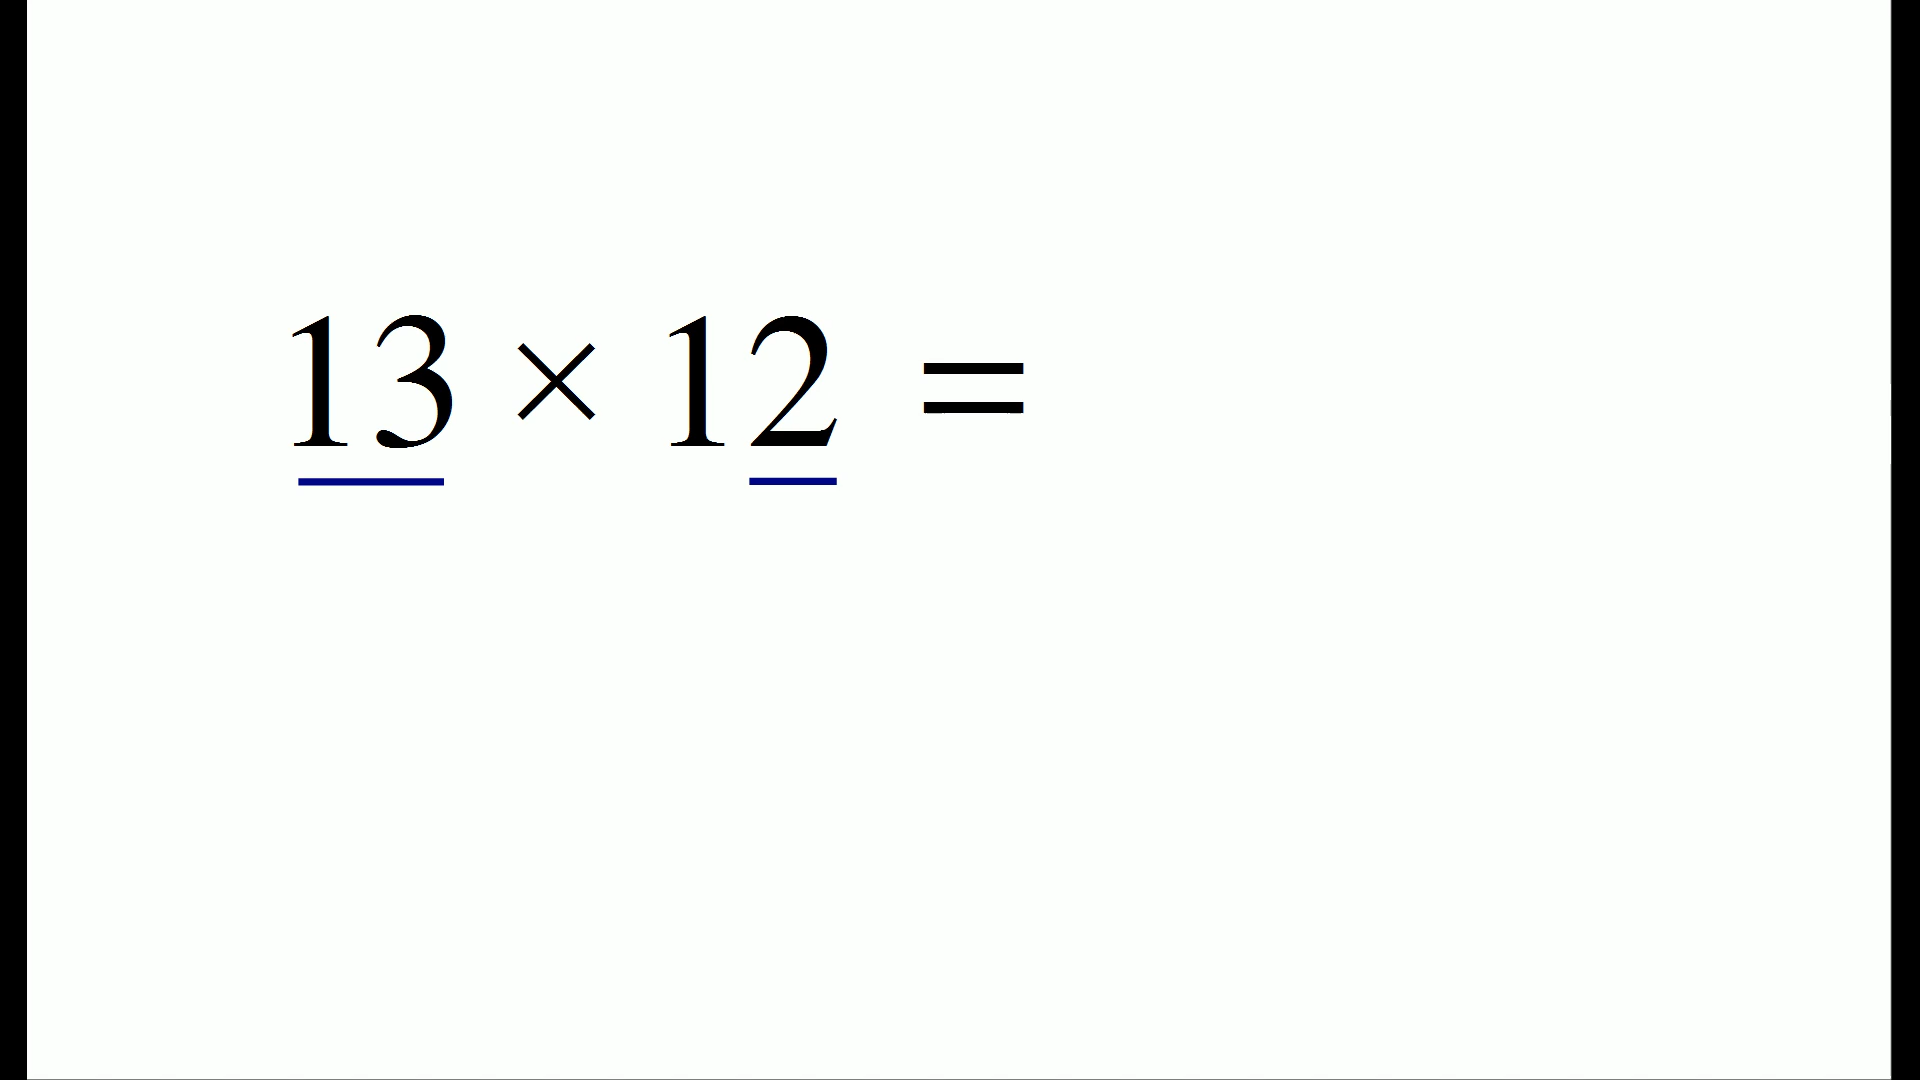 13 × 12 =